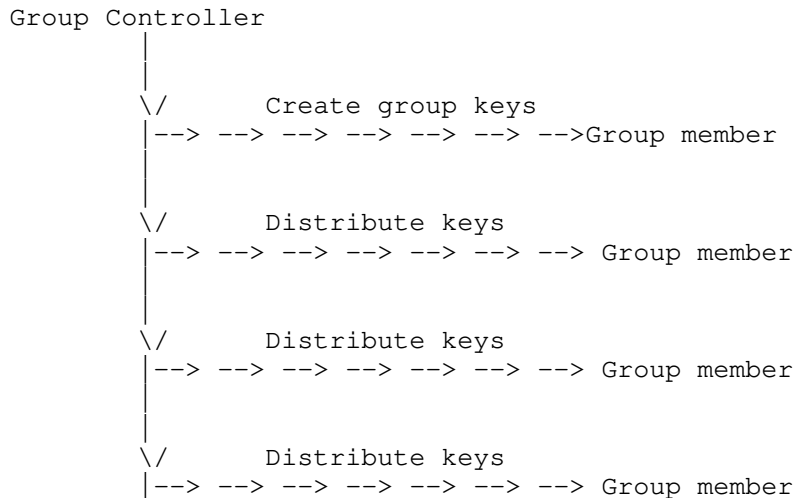 Group Controller
|
|
\/ Create group keys
|--> --> --> --> --> --> -->Group member
|
|
\/ Distribute keys
|--> --> --> --> --> --> --> Group member
|
|
\/ Distribute keys
|--> --> --> --> --> --> --> Group member
|
|
\/ Distribute keys
|--> --> --> --> --> --> --> Group member